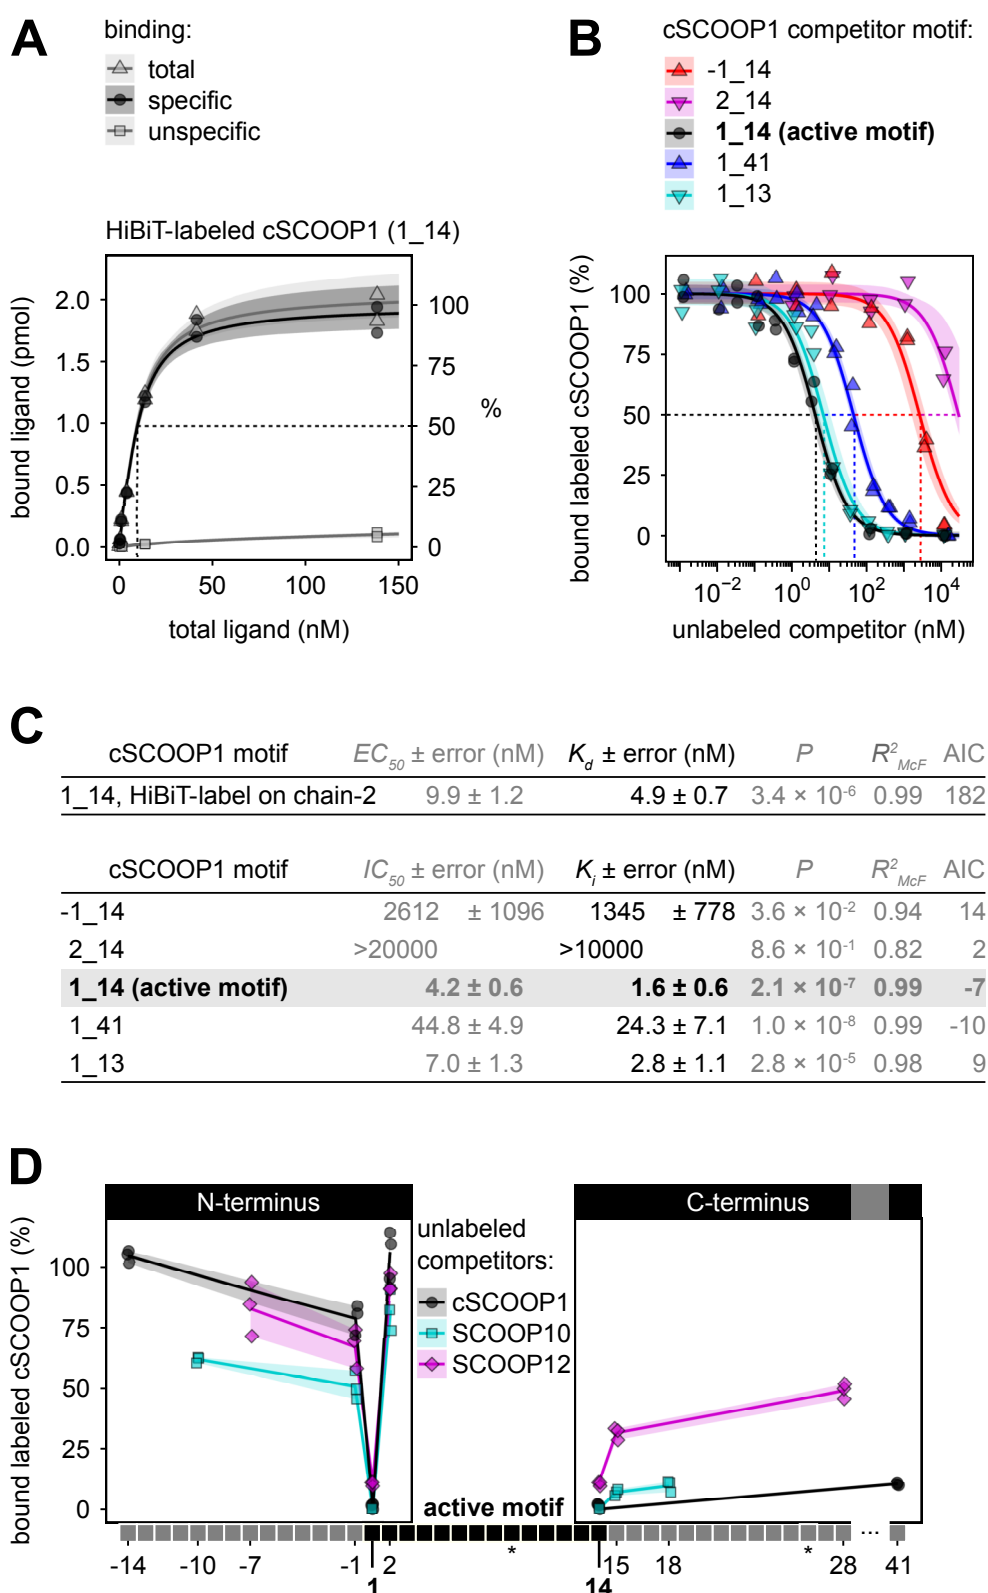 A
binding:
total
specific
unspecific
HiBiT-labeled cSCOOP1 (1_14)
bound ligand (pmol)
2.0
1.5
1.0
0.5
0.0
100
75
50
25
0
%
0 50 100 150
total ligand (nM)
B
cSCOOP1 competitor motif:
-1_14
2_14
1_14 (active motif)
1_41
1_13
bound labeled cSCOOP1 (%)
100
75
50
25
0
10⁻² 10⁰ 10² 10⁴
unlabeled competitor (nM)
C
cSCOOP1 motif EC₅₀ ± error (nM) K_d ± error (nM) P R²_McF AIC
1_14, HiBiT-label on chain-2 9.9 ± 1.2 4.9 ± 0.7 3.4 × 10⁻⁶ 0.99 182
cSCOOP1 motif IC₅₀ ± error (nM) K_i ± error (nM) P R²_McF AIC
-1_14 2612 ± 1096 1345 ± 778 3.6 × 10⁻² 0.94 14
2_14 >20000 >10000 8.6 × 10⁻¹ 0.82 2
1_14 (active motif) 4.2 ± 0.6 1.6 ± 0.6 2.1 × 10⁻⁷ 0.99 -7
1_41 44.8 ± 4.9 24.3 ± 7.1 1.0 × 10⁻⁸ 0.99 -10
1_13 7.0 ± 1.3 2.8 ± 1.1 2.8 × 10⁻⁵ 0.98 9
D
N-terminus
C-terminus
bound labeled cSCOOP1 (%)
100
75
50
25
0
unlabeled
competitors:
cSCOOP1
SCOOP10
SCOOP12
active motif
...
* *
-14 -10 -7 -1 2 15 18 28 41
1 14